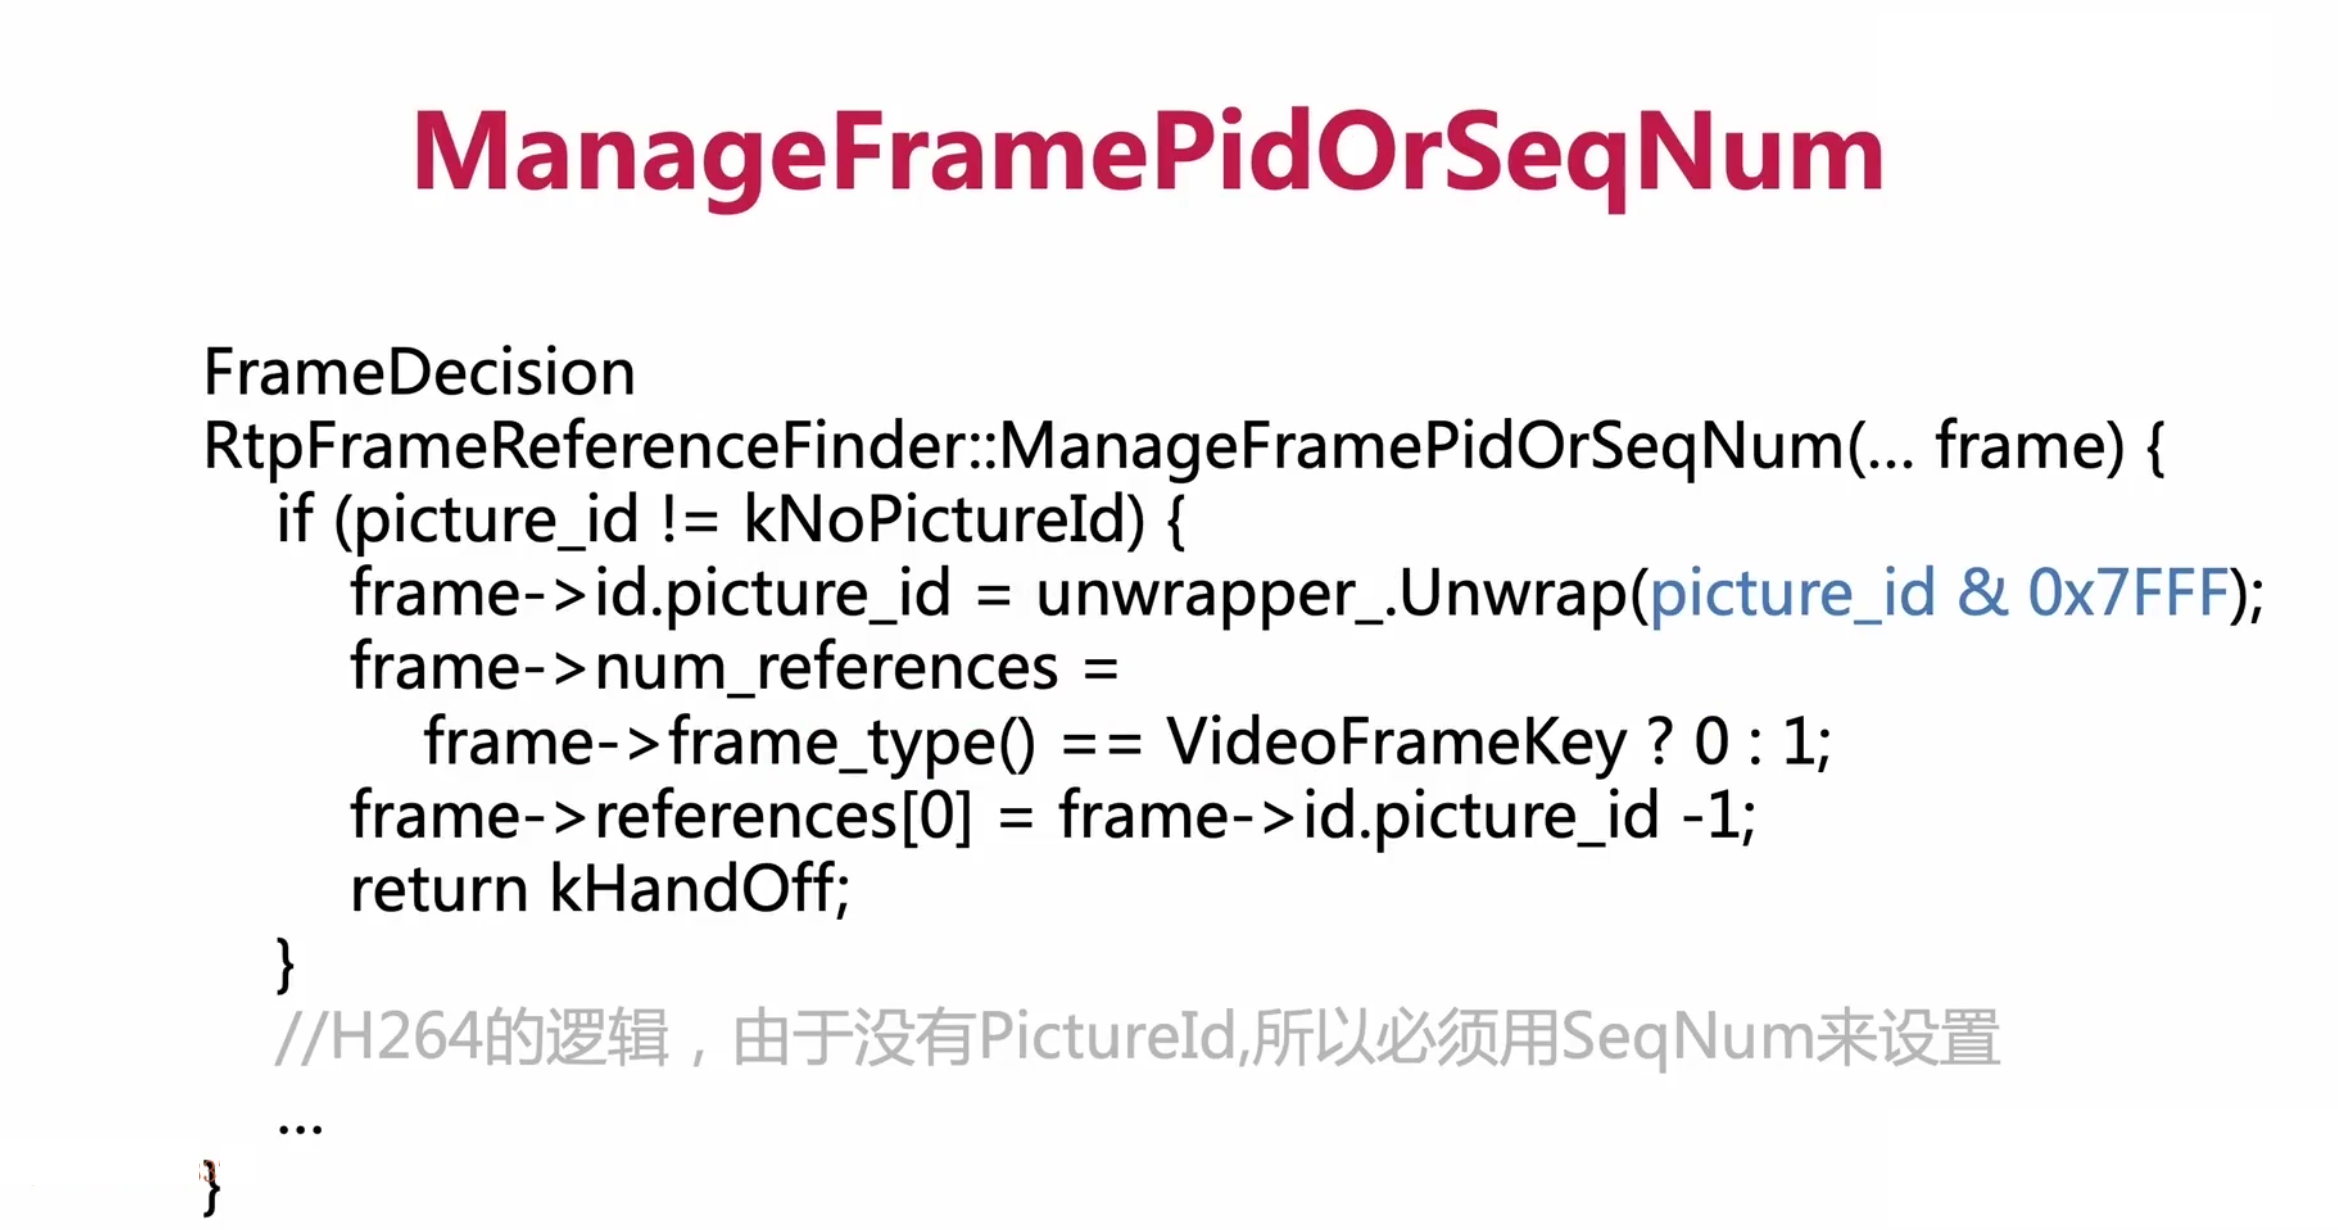 ManageFramePidOrSeqNum
FrameDecision
RtpFrameReferenceFinder::ManageFramePidOrSeqNum(... frame) {
if (picture_id != kNoPictureId) {
frame->id.picture_id = unwrapper_.Unwrap(picture_id & 0x7FFF);
frame->num_references =
frame->frame_type() == VideoFrameKey ? 0 : 1;
frame->references[0] = frame->id.picture_id -1;
return kHandOff;
}
//H264的逻辑，由于没有PictureId,所以必须用SeqNum来设置
...
}